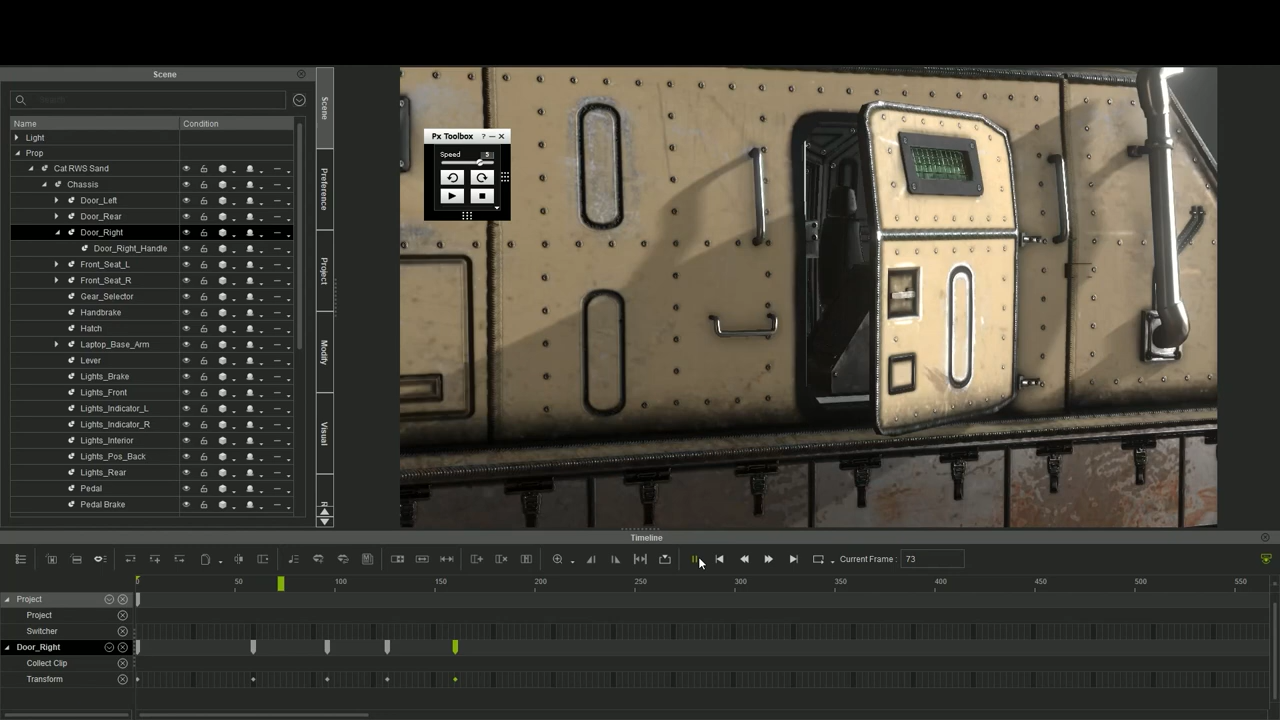 Scene
Name Condition
Light
Prop
Cat RWS Sand
Chassis
Door_Left
Door_Rear
Door_Right
Door_Right_Handle
Front_Seat_L
Front_Seat_R
Gear_Selector
Handbrake
Hatch
Laptop_Base_Arm
Lever
Lights_Brake
Lights_Front
Lights_Indicator_L
Lights_Indicator_R
Lights_Interior
Lights_Pos_Back
Lights_Rear
Pedal
Pedal Brake
Scene
Preference
Project
Modify
Visual
Px Toolbox ?
Speed 5
Timeline
Current Frame : 73
0 50 100 150 200 250 300 350 400 450 500 550
Project
Project
Switcher
Door_Right
Collect Clip
Transform